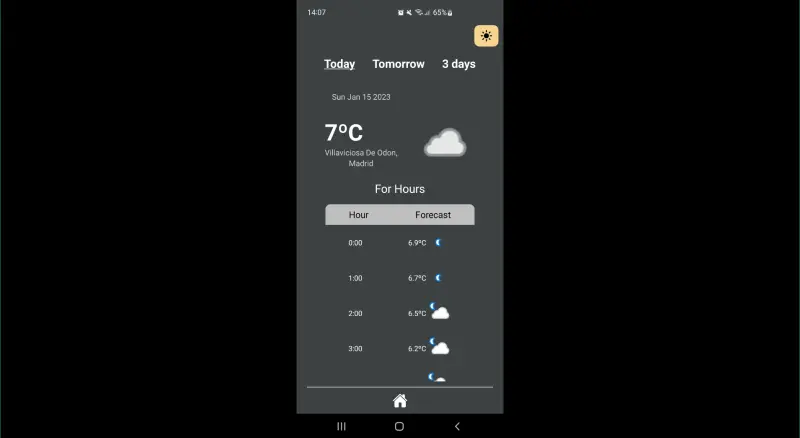 14:07
65%
Today Tomorrow 3 days
Sun Jan 15 2023
7ºC
Villaviciosa De Odon,
Madrid
For Hours
Hour Forecast
0:00 6.9ºC
1:00 6.7ºC
2:00 6.5ºC
3:00 6.2ºC